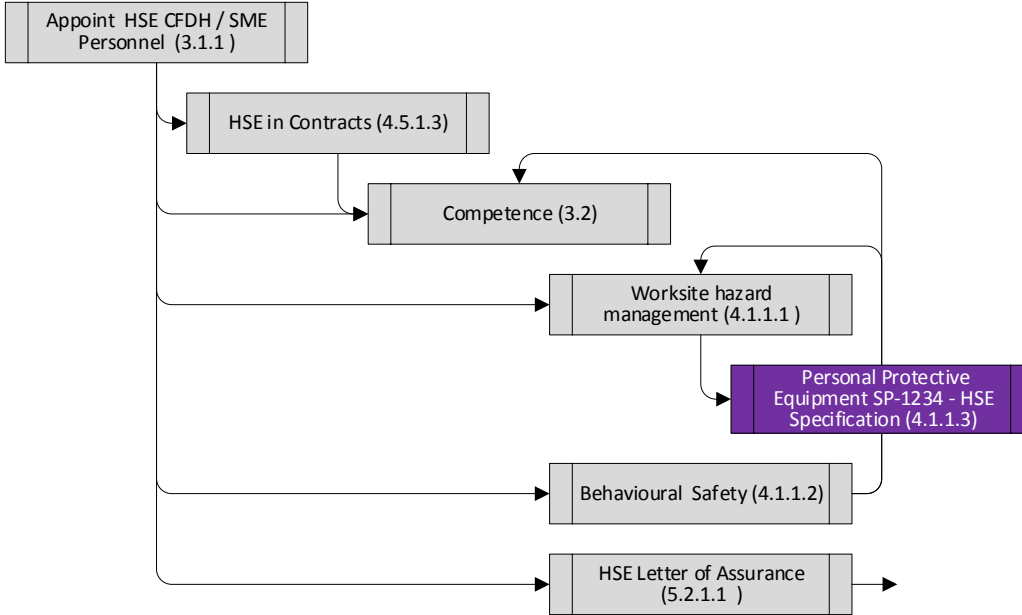 Appoint HSE CFDH / SME
Personnel (3.1.1 )
HSE in Contracts (4.5.1.3)
Competence (3.2)
Worksite hazard
management (4.1.1.1 )
Personal Protective
Equipment SP-1234 - HSE
Specification (4.1.1.3)
Behavioural Safety (4.1.1.2)
HSE Letter of Assurance
(5.2.1.1 )